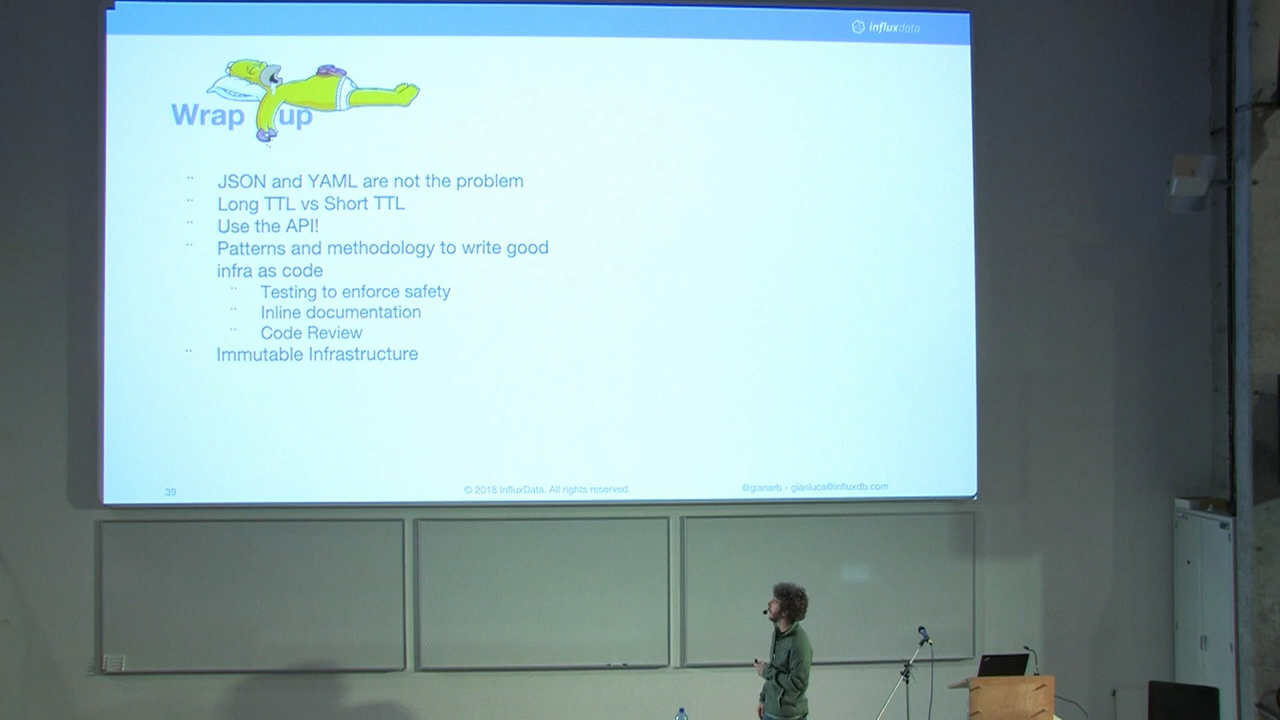 influxdata
Wrap up
JSON and YAML are not the problem
Long TTL vs Short TTL
Use the API!
Patterns and methodology to write good
infra as code
Testing to enforce safety
Inline documentation
Code Review
Immutable Infrastructure
39
© 2018 InfluxData. All rights reserved.
@gianarb - gianluca@influxdb.com